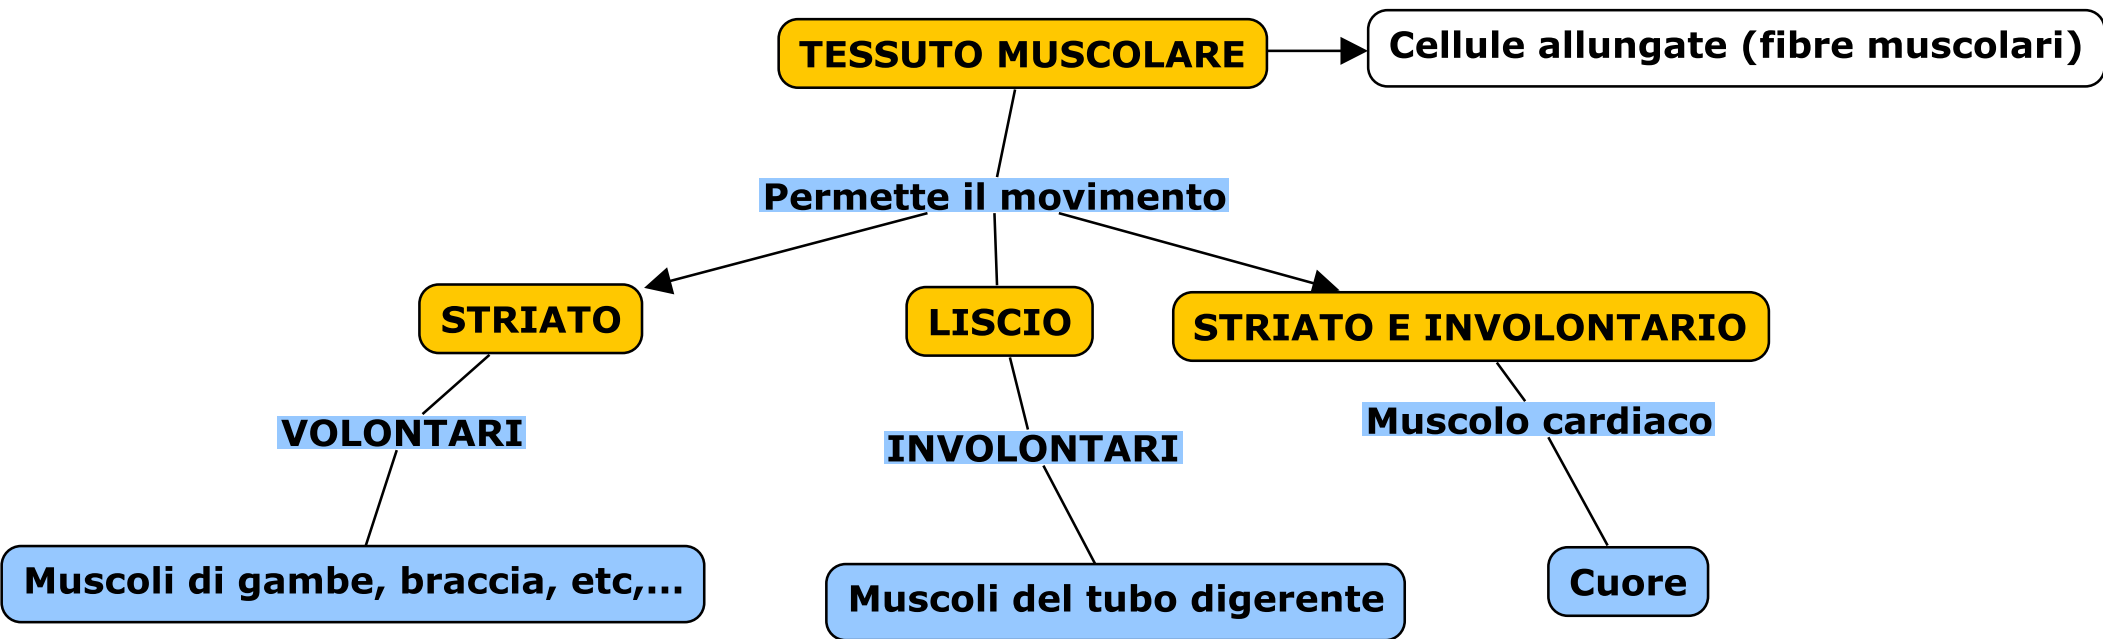 TESSUTO MUSCOLARE
Cellule allungate (fibre muscolari)
Permette il movimento
STRIATO
LISCIO
STRIATO E INVOLONTARIO
VOLONTARI
INVOLONTARI
Muscolo cardiaco
Muscoli di gambe, braccia, etc,...
Muscoli del tubo digerente
Cuore